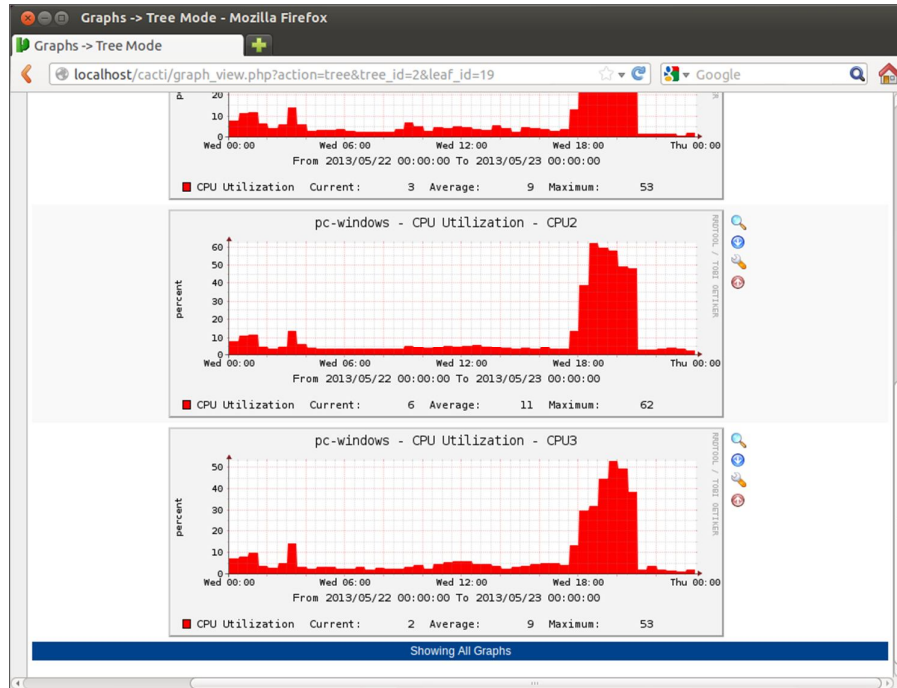 Graphs -> Tree Mode - Mozilla Firefox
Graphs -> Tree Mode
localhost/cacti/graph_view.php?action=tree&tree_id=2&leaf_id=19
Google
20
10
0
Wed 00:00 Wed 06:00 Wed 12:00 Wed 18:00 Thu 00:00
From 2013/05/22 00:00:00 To 2013/05/23 00:00:00
CPU Utilization Current: 3 Average: 9 Maximum: 53
pc-windows - CPU Utilization - CPU2
RRDTOOL / TOBI OETIKER
percent
60
50
40
30
20
10
0
Wed 00:00 Wed 06:00 Wed 12:00 Wed 18:00 Thu 00:00
From 2013/05/22 00:00:00 To 2013/05/23 00:00:00
CPU Utilization Current: 6 Average: 11 Maximum: 62
pc-windows - CPU Utilization - CPU3
RRDTOOL / TOBI OETIKER
percent
50
40
30
20
10
0
Wed 00:00 Wed 06:00 Wed 12:00 Wed 18:00 Thu 00:00
From 2013/05/22 00:00:00 To 2013/05/23 00:00:00
CPU Utilization Current: 2 Average: 9 Maximum: 53
Showing All Graphs